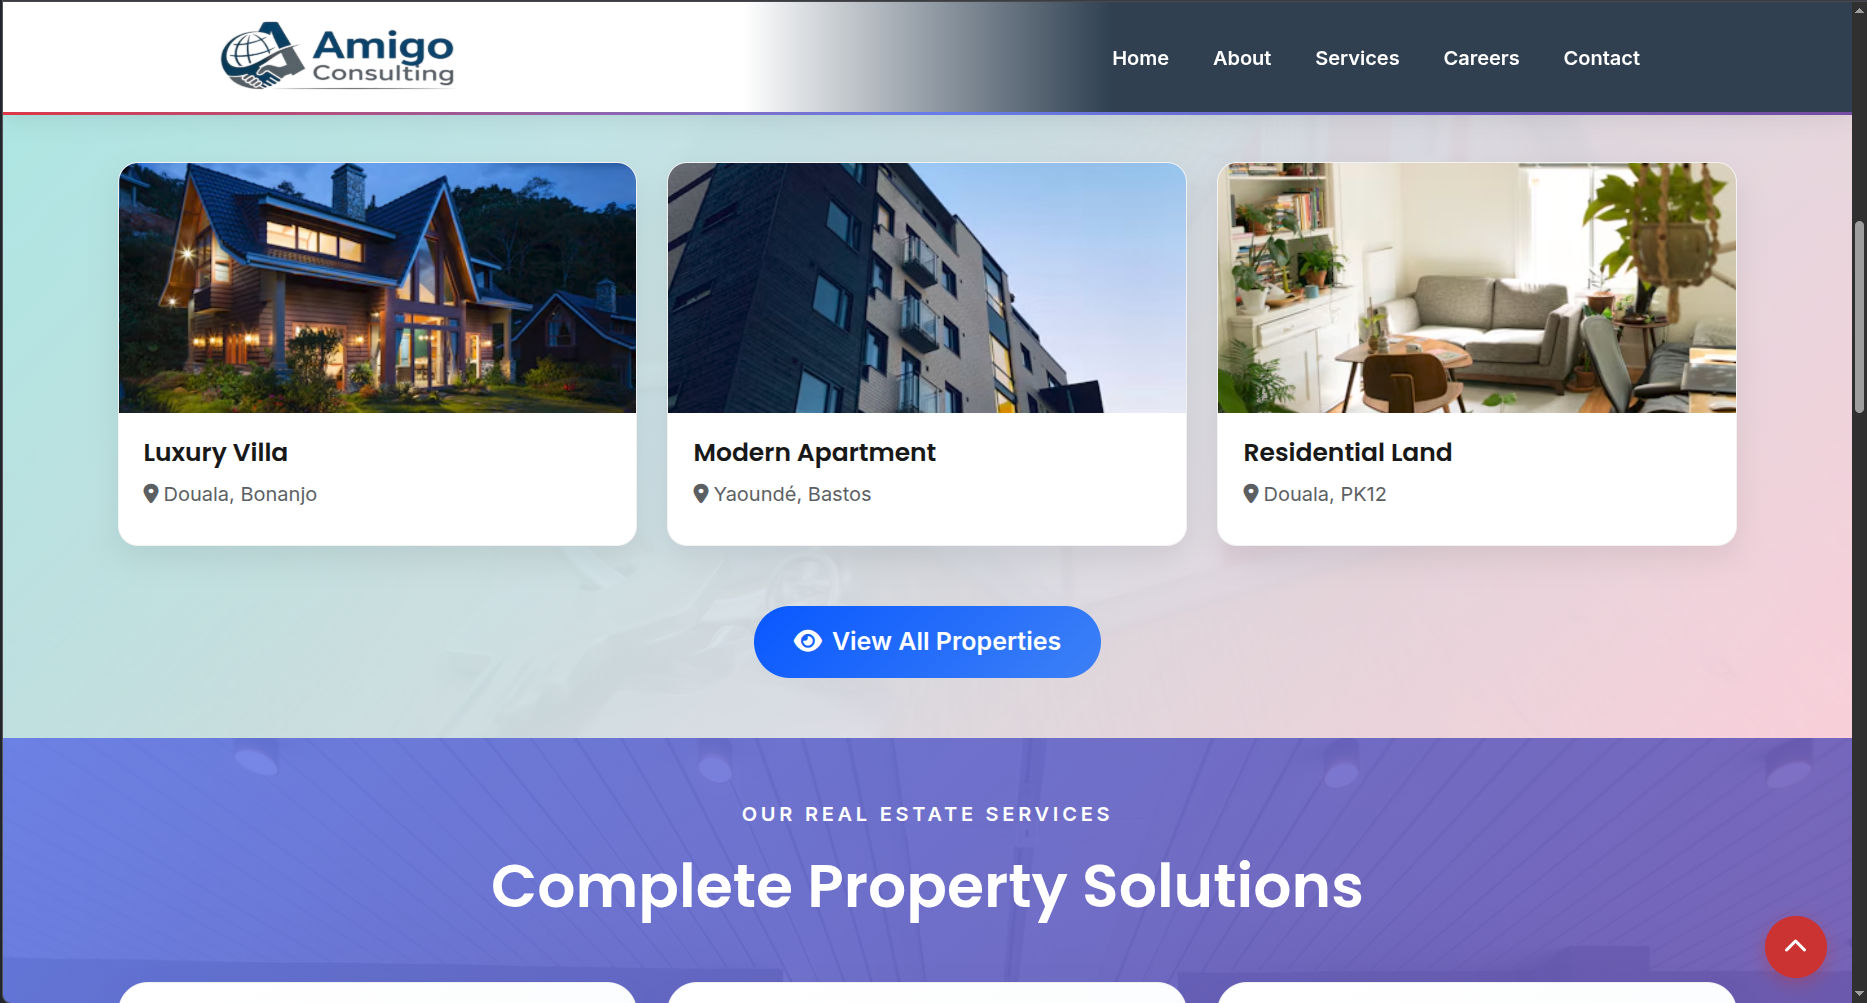 Amigo
Consulting
Home
About
Services
Careers
Contact
Luxury Villa
Douala, Bonanjo
Modern Apartment
Yaoundé, Bastos
Residential Land
Douala, PK12
View All Properties
OUR REAL ESTATE SERVICES
Complete Property Solutions